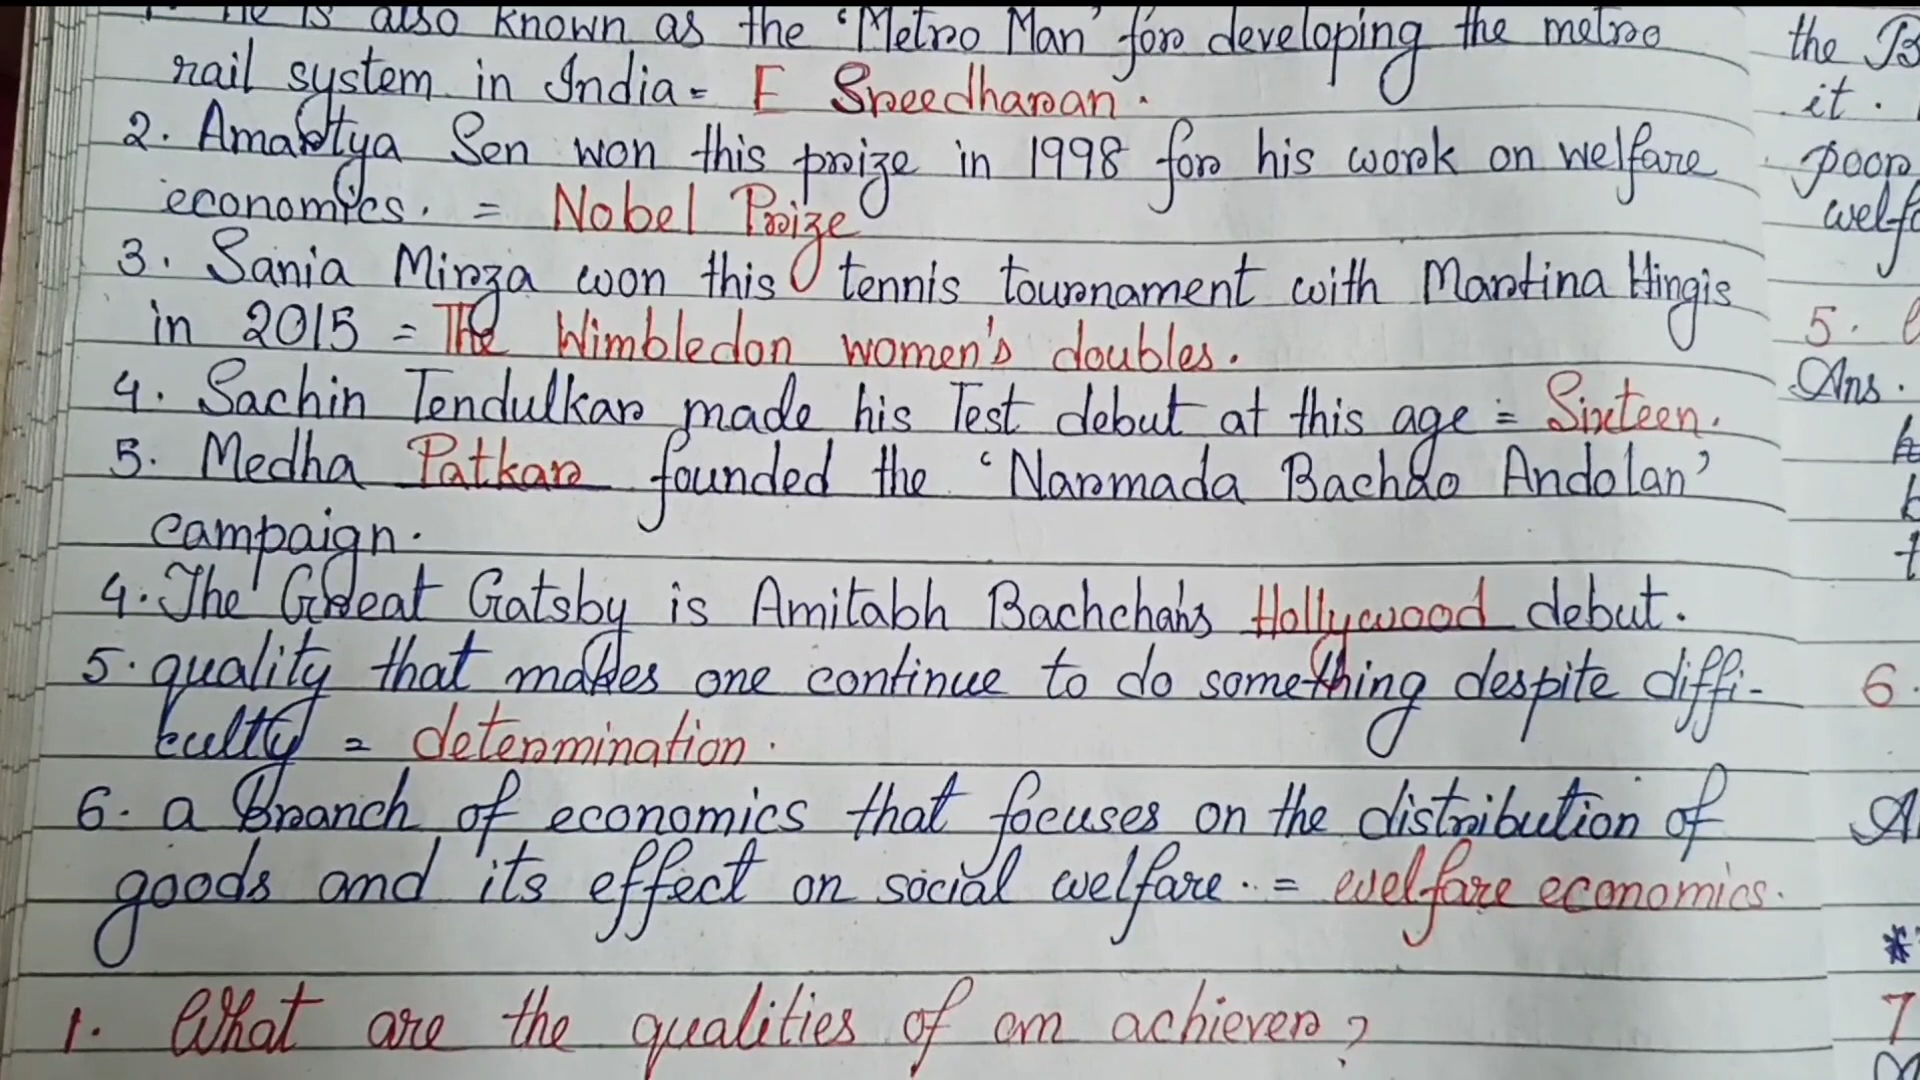 1. He is also known as the 'Metro Man' for developing the metro
rail system in India = E Sreedharan.
2. Amartya Sen won this prize in 1998 for his work on welfare
economics. = Nobel Prize
3. Sania Mirza won this tennis tournament with Martina Hingis
in 2015 = The Wimbledon women's doubles.
4. Sachin Tendulkar made his Test debut at this age = Sixteen.
5. Medha Patkar founded the 'Narmada Bachao Andolan'
campaign.
4. The Great Gatsby is Amitabh Bachchan's Hollywood debut.
5. quality that makes one continue to do something despite diffi-
culty = determination.
6. a Branch of economics that focuses on the distribution of
goods and its effect on social welfare. = welfare economics.
1. What are the qualities of an achiever?
the
it.
poor
welf
5.
Ans.
6.
7